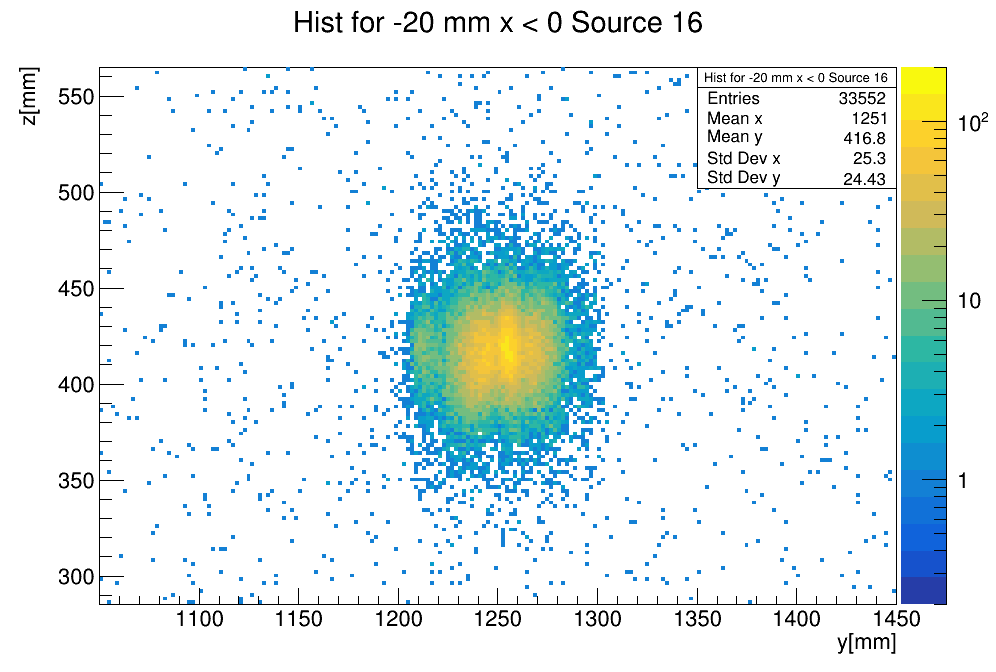 Hist for -20 mm x < 0 Source 16
z[mm]
Hist for -20 mm x < 0 Source 16
Entries 33552
Mean x 1251
Mean y 416.8
Std Dev x 25.3
Std Dev y 24.43
550
500
450
400
350
300
1100 1150 1200 1250 1300 1350 1400 1450
y[mm]
10²
10
1